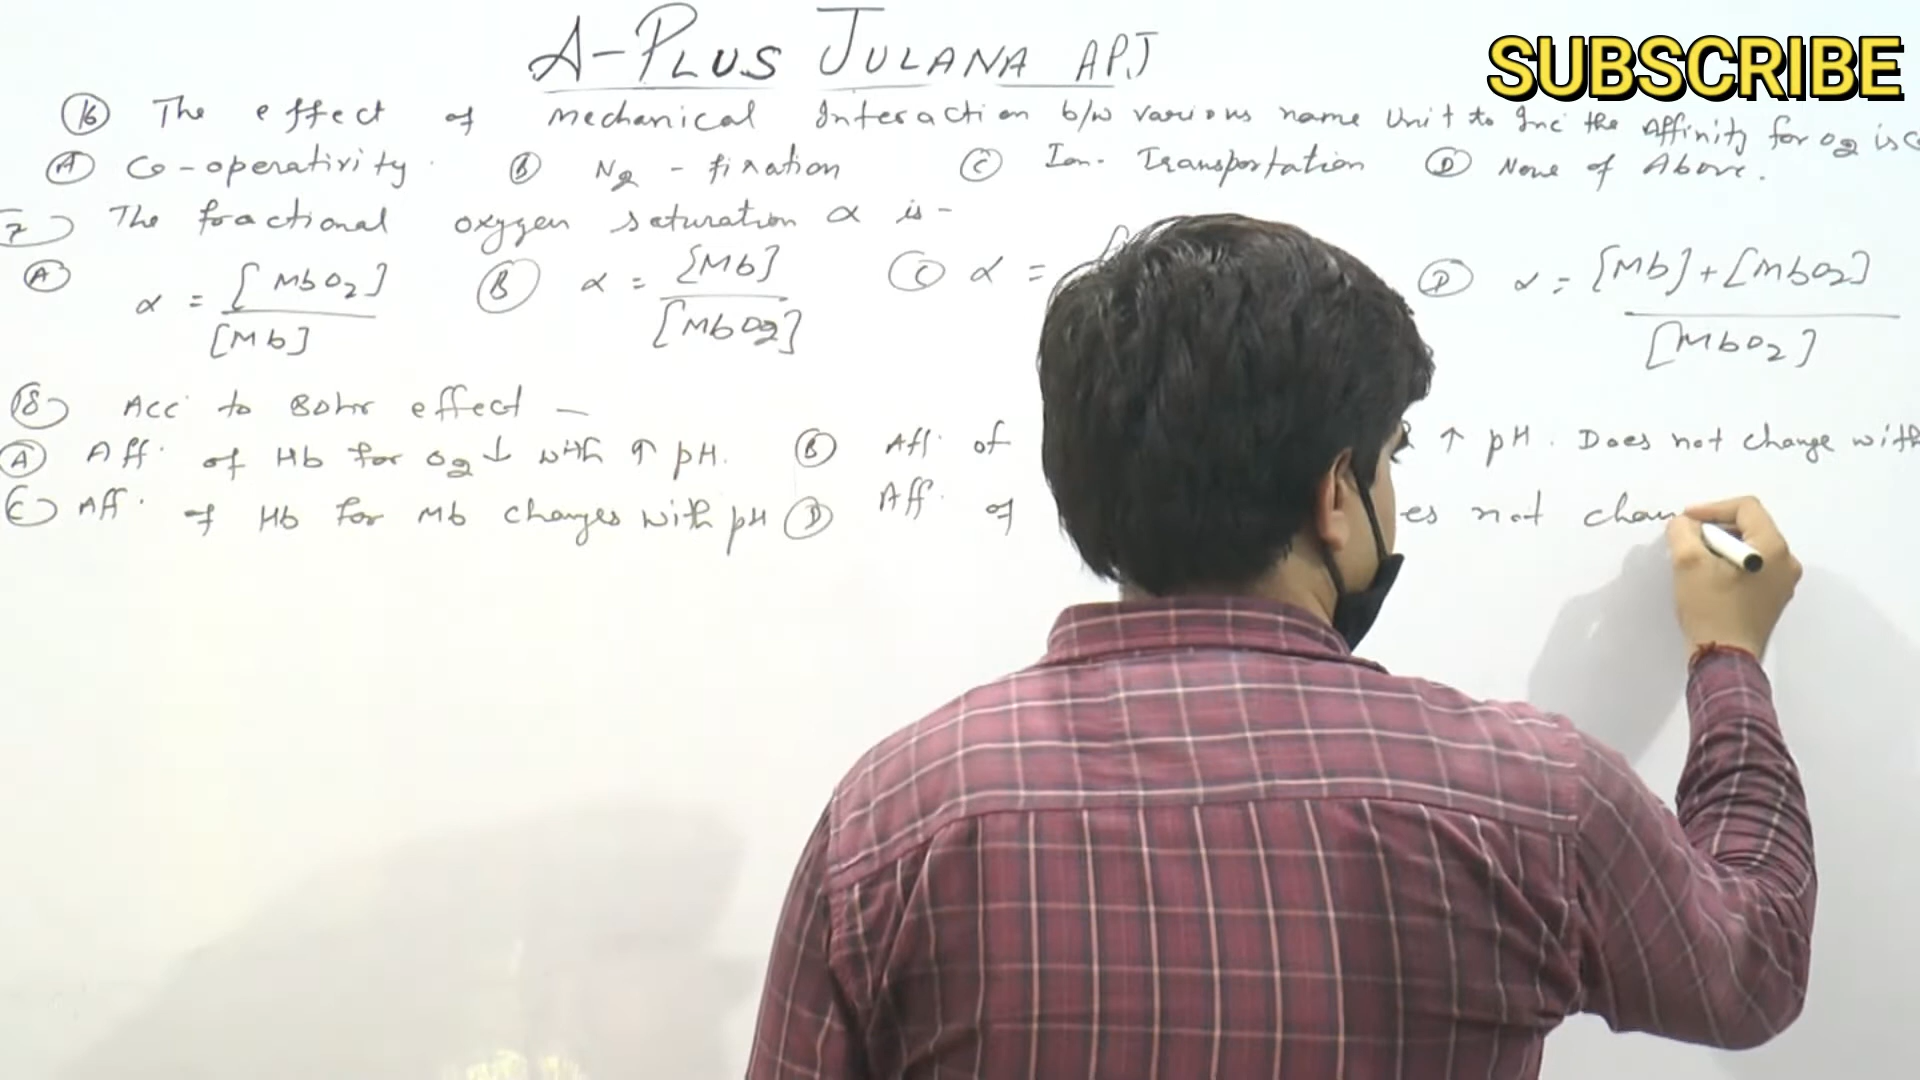 A-PLUS JULANA APJ
SUBSCRIBE
16 The effect of mechanical Interaction b/w various name Unit to Inc the Affinity for O2 is
A Co-operativity. B N2 - fixation C Ion- Transportation D None of Above.
7 The fractional oxygen saturation α is -
A α = [MbO2] / [Mb] B α = [Mb] / [MbO2] C α = D α = [Mb] + [MbO2] / [MbO2]
18 Acc to Bohr effect -
A Aff. of Hb for O2 ↓ with ↑ pH. B Aff. of ↑ pH. Does not change with
C Aff. of Hb for Mb changes with pH D Aff. of es not chan